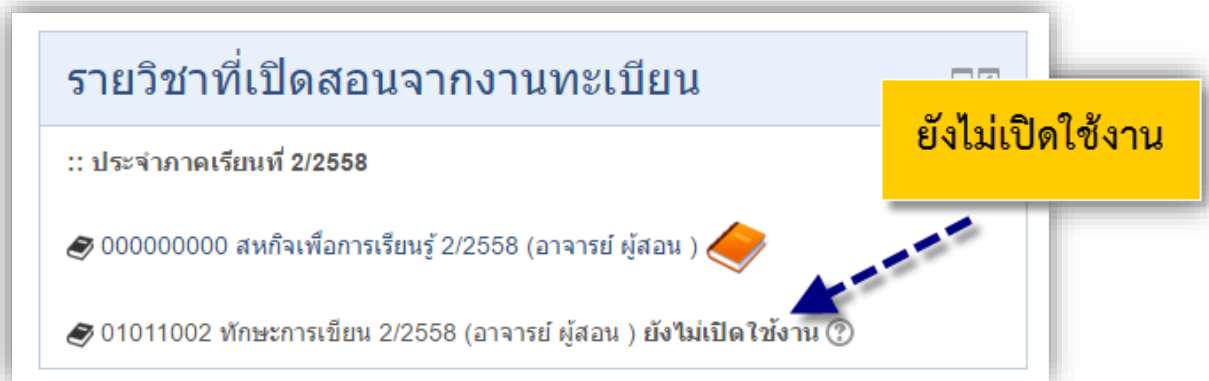 รายวิชาที่เปิดสอนจากงานทะเบียน
ยังไม่เปิดใช้งาน
:: ประจำภาคเรียนที่ 2/2558
000000000 สหกิจเพื่อการเรียนรู้ 2/2558 (อาจารย์ ผู้สอน )
01011002 ทักษะการเขียน 2/2558 (อาจารย์ ผู้สอน ) ยังไม่เปิดใช้งาน ?